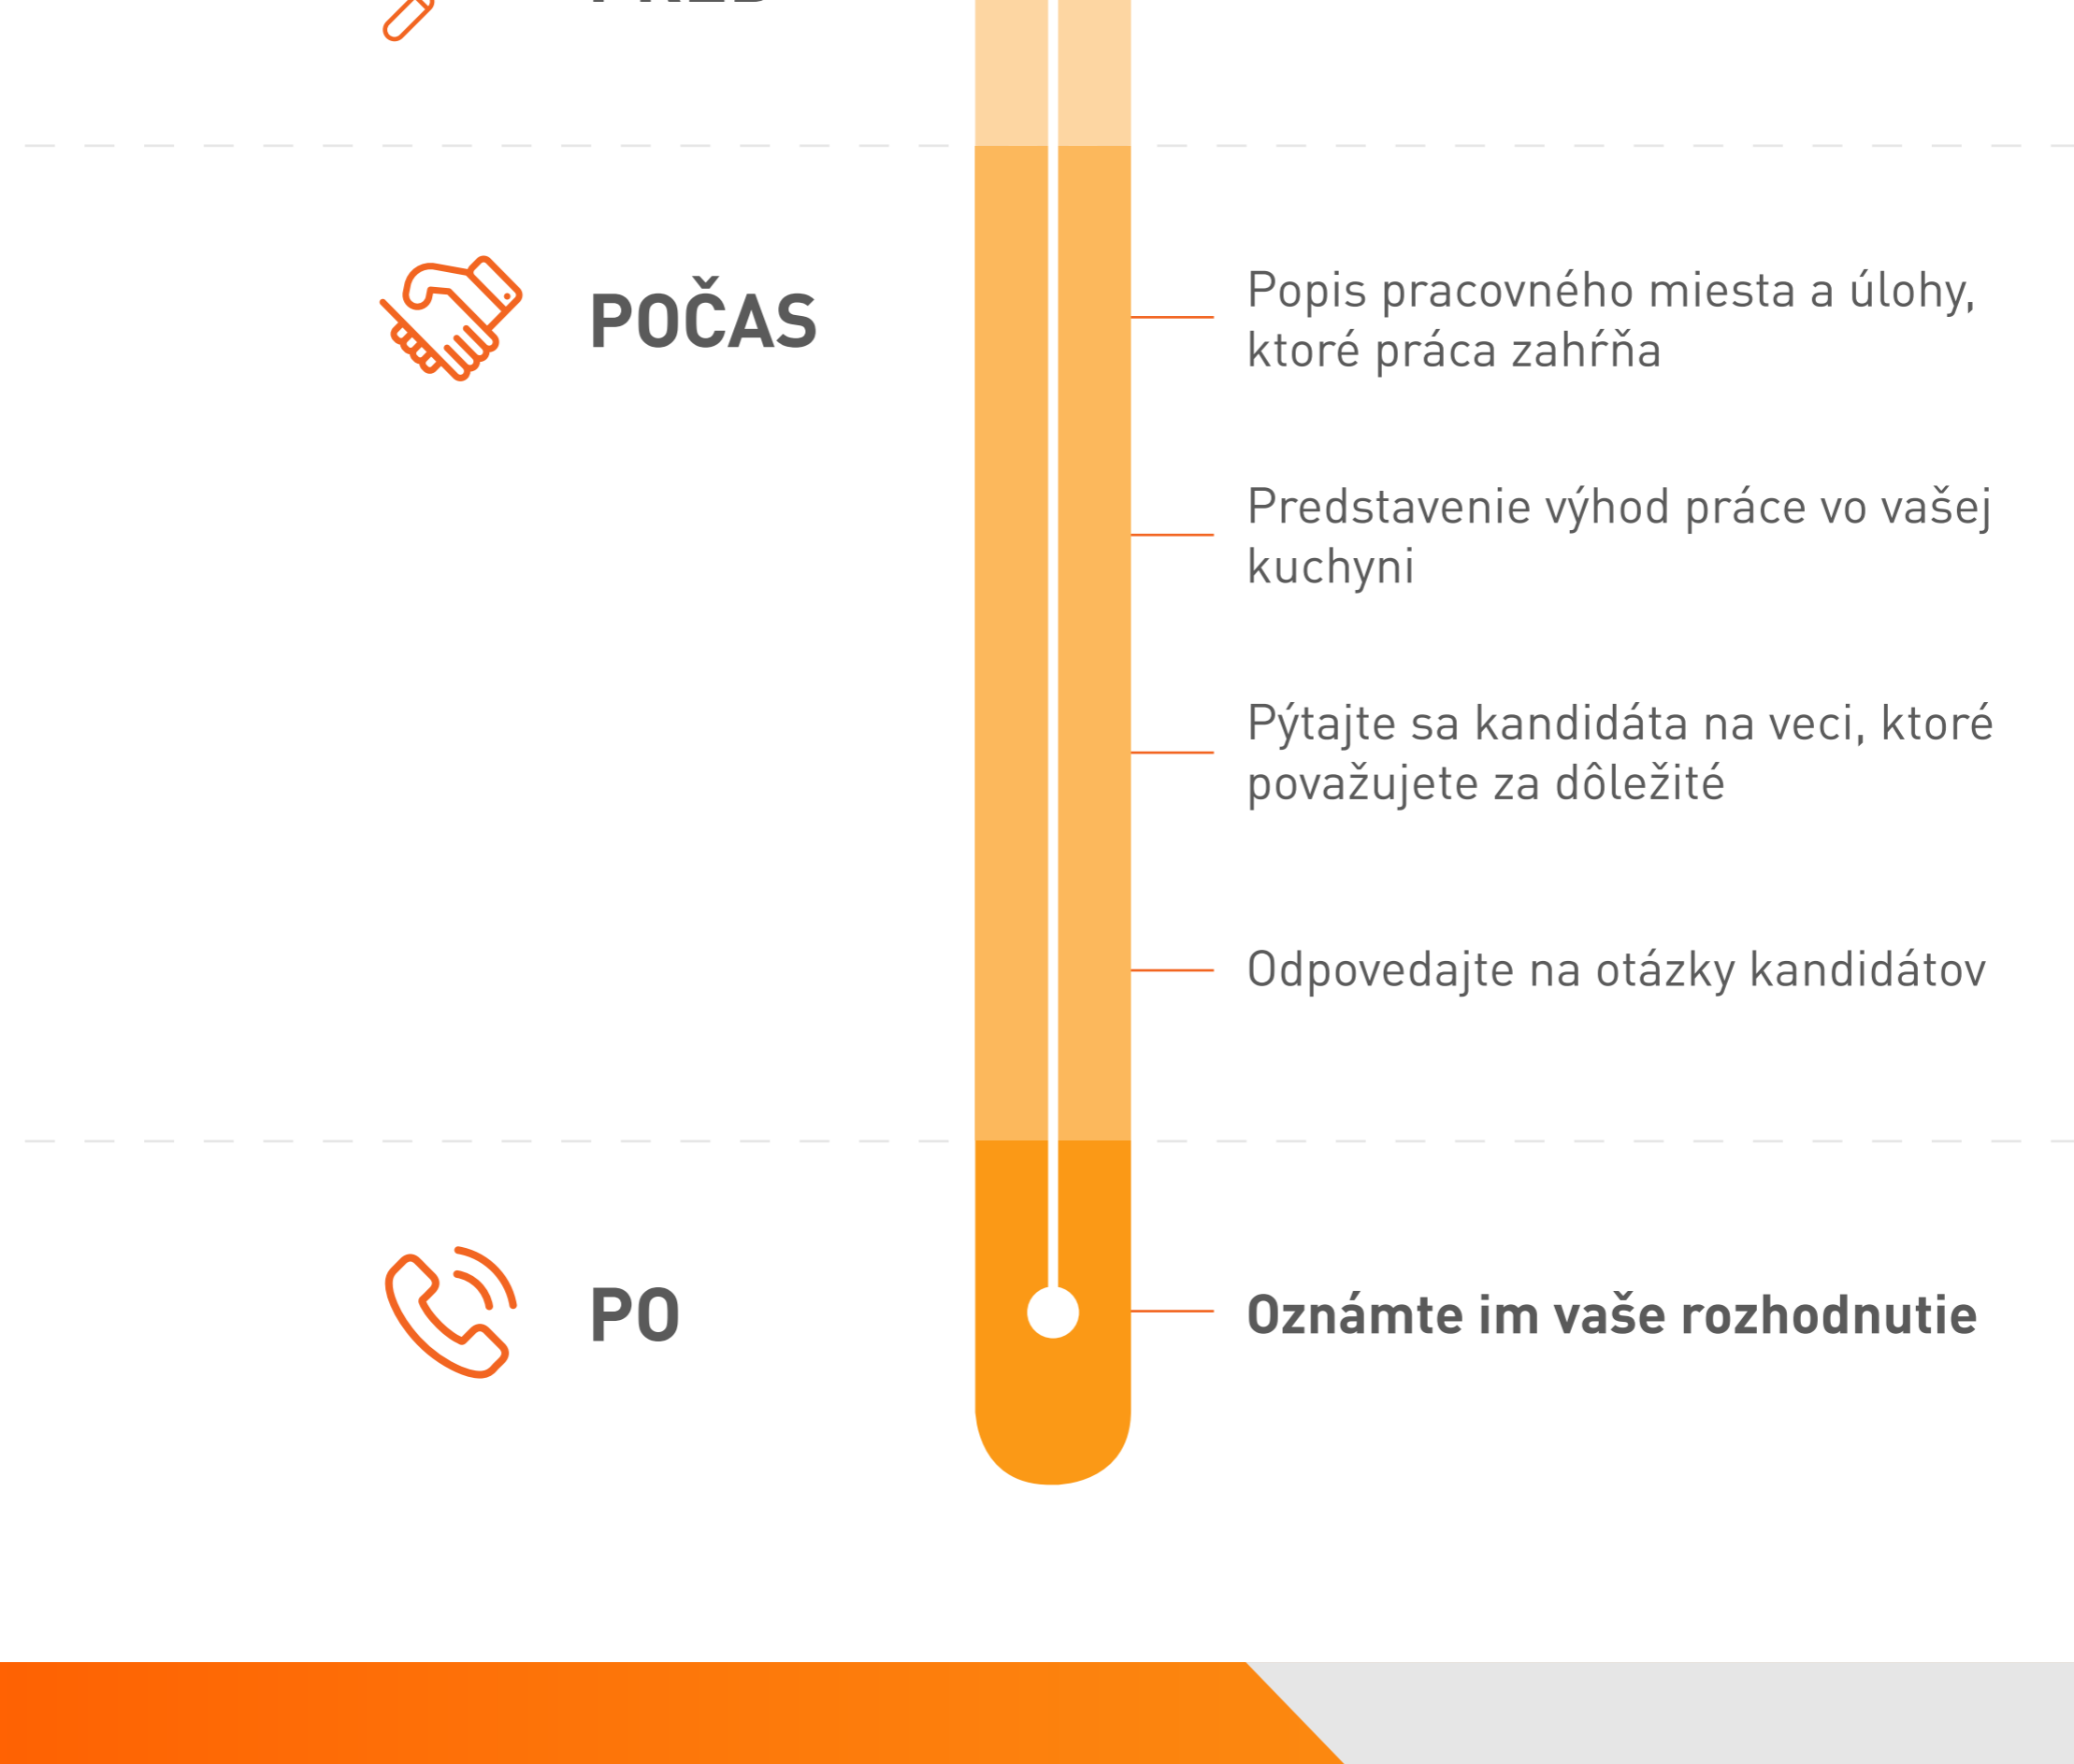 POČAS
Popis pracovného miesta a úlohy,
ktoré práca zahŕňa
Predstavenie výhod práce vo vašej
kuchyni
Pýtajte sa kandidáta na veci, ktoré
považujete za dôležité
Odpovedajte na otázky kandidátov
PO
Oznámte im vaše rozhodnutie